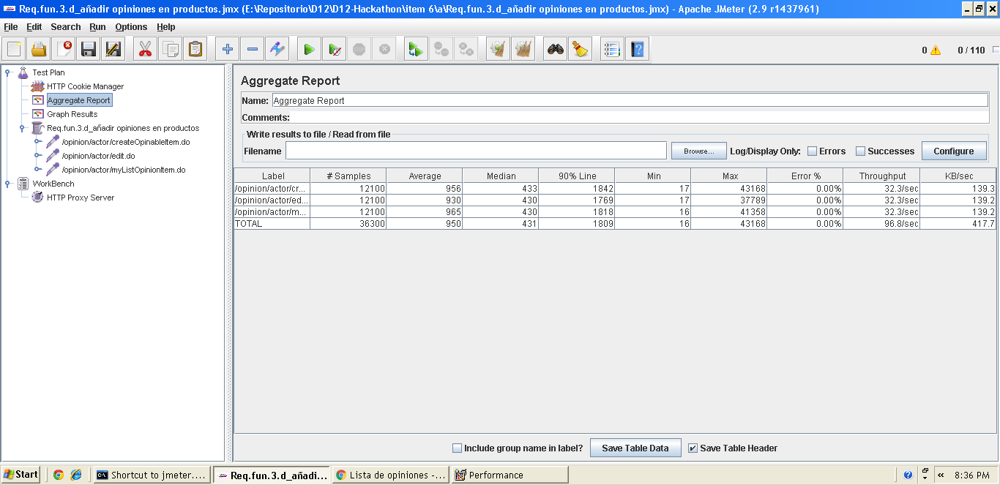 Req.fun.3.d_añadir opiniones en productos.jmx (E:\Repositorio\D12\D12-Hackathon\item 6\a\Req.fun.3.d_añadir opiniones en productos.jmx) - Apache JMeter (2.9 r1437961)
File Edit Search Run Options Help
0 0 / 110
Test Plan
HTTP Cookie Manager
Aggregate Report
Graph Results
Req.fun.3.d_añadir opiniones en productos
/opinion/actor/createOpinableItem.do
/opinion/actor/edit.do
/opinion/actor/myListOpinionItem.do
WorkBench
HTTP Proxy Server
Aggregate Report
Name: Aggregate Report
Comments:
Write results to file / Read from file
Filename Browse... Log/Display Only: Errors Successes Configure
Label # Samples Average Median 90% Line Min Max Error % Throughput KB/sec
/opinion/actor/cr... 12100 956 433 1842 17 43168 0.00% 32.3/sec 139.3
/opinion/actor/ed... 12100 930 430 1769 17 37789 0.00% 32.3/sec 139.2
/opinion/actor/m... 12100 965 430 1818 16 41358 0.00% 32.3/sec 139.2
TOTAL 36300 950 431 1809 16 43168 0.00% 96.8/sec 417.7
Include group name in label? Save Table Data Save Table Header
Start Shortcut to jmeter.... Req.fun.3.d_añadi... Lista de opiniones -... Performance 8:36 PM